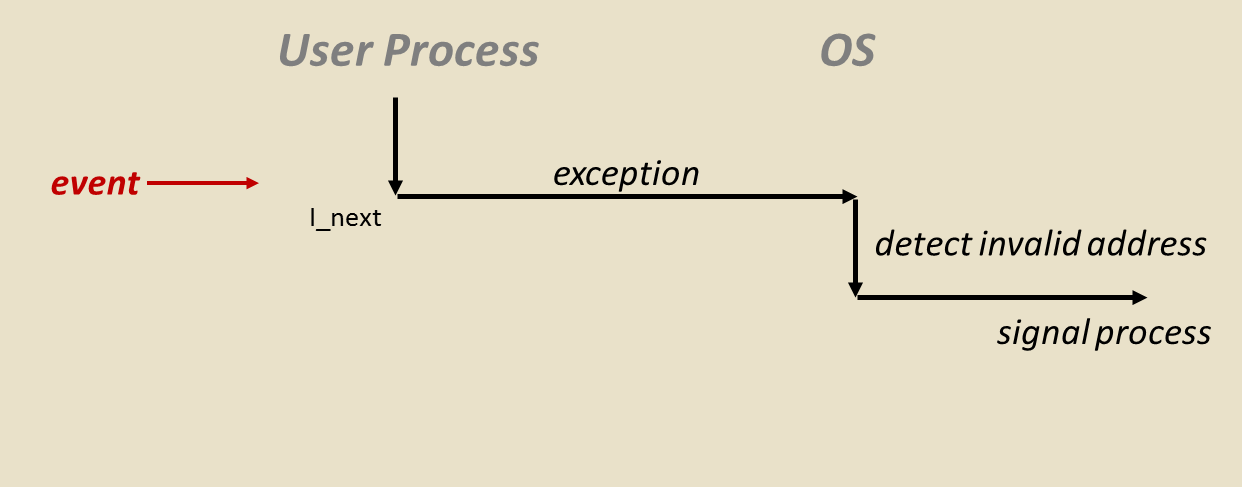 User Process
OS
event
exception
I_next
detect invalid address
signal process